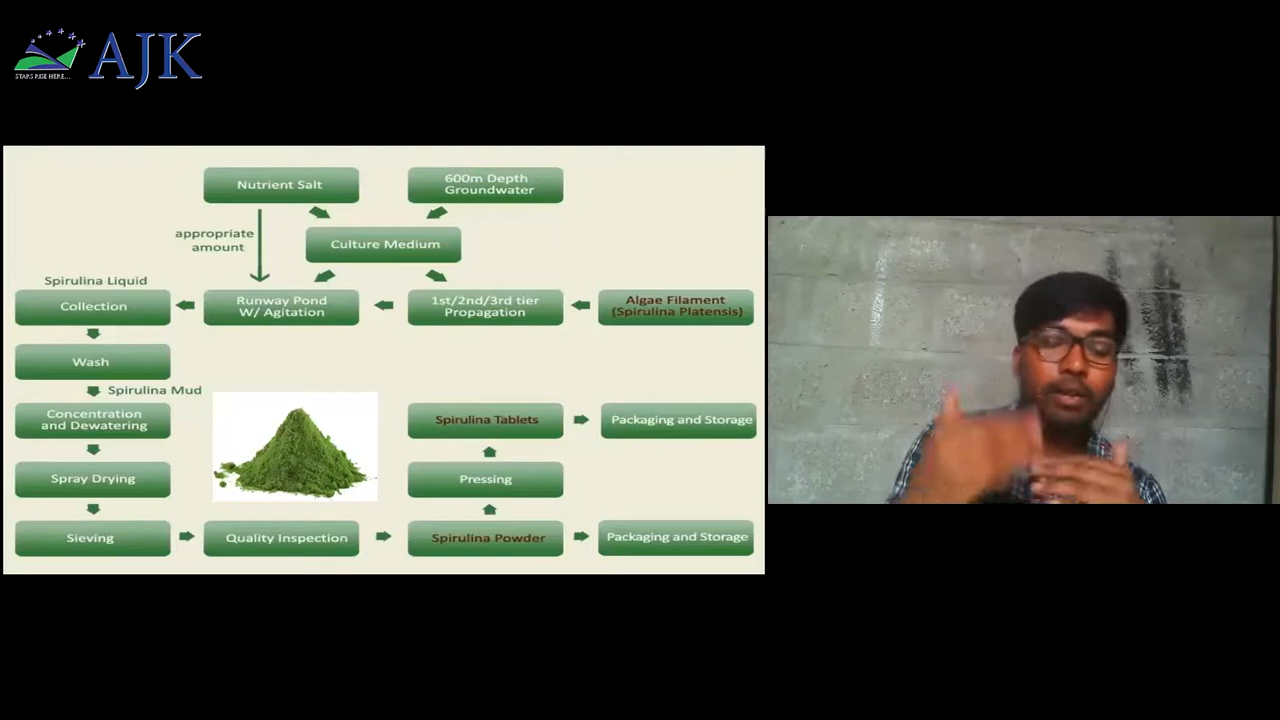 AJK
STARS RISE HERE...
Nutrient Salt
600m Depth
Groundwater
appropriate
amount
Culture Medium
Spirulina Liquid
Collection
Runway Pond
W/ Agitation
1st/2nd/3rd tier
Propagation
Algae Filament
(Spirulina Platensis)
Wash
Spirulina Mud
Concentration
and Dewatering
Spirulina Tablets
Packaging and Storage
Spray Drying
Pressing
Sieving
Quality Inspection
Spirulina Powder
Packaging and Storage